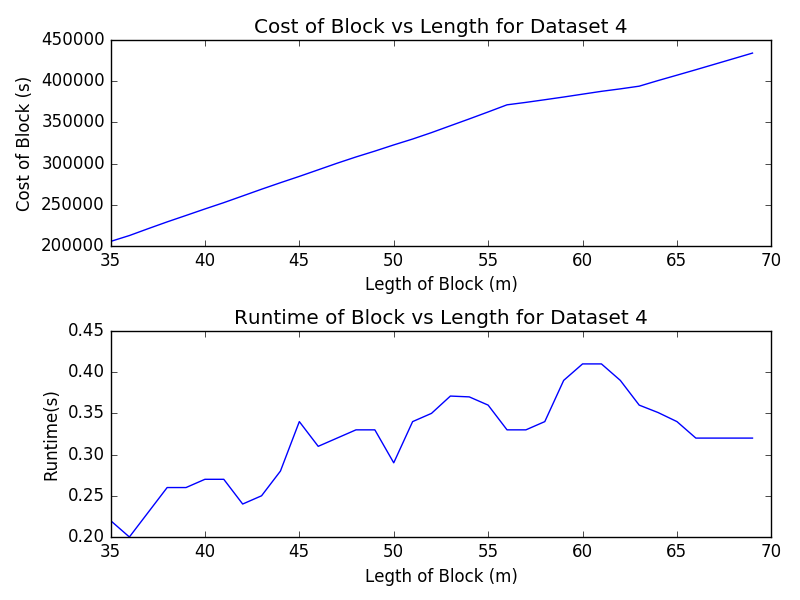 Cost of Block vs Length for Dataset 4
450000
400000
350000
300000
250000
200000
Cost of Block (s)
35 40 45 50 55 60 65 70
Legth of Block (m)
Runtime of Block vs Length for Dataset 4
0.45
0.40
0.35
0.30
0.25
0.20
Runtime(s)
35 40 45 50 55 60 65 70
Legth of Block (m)